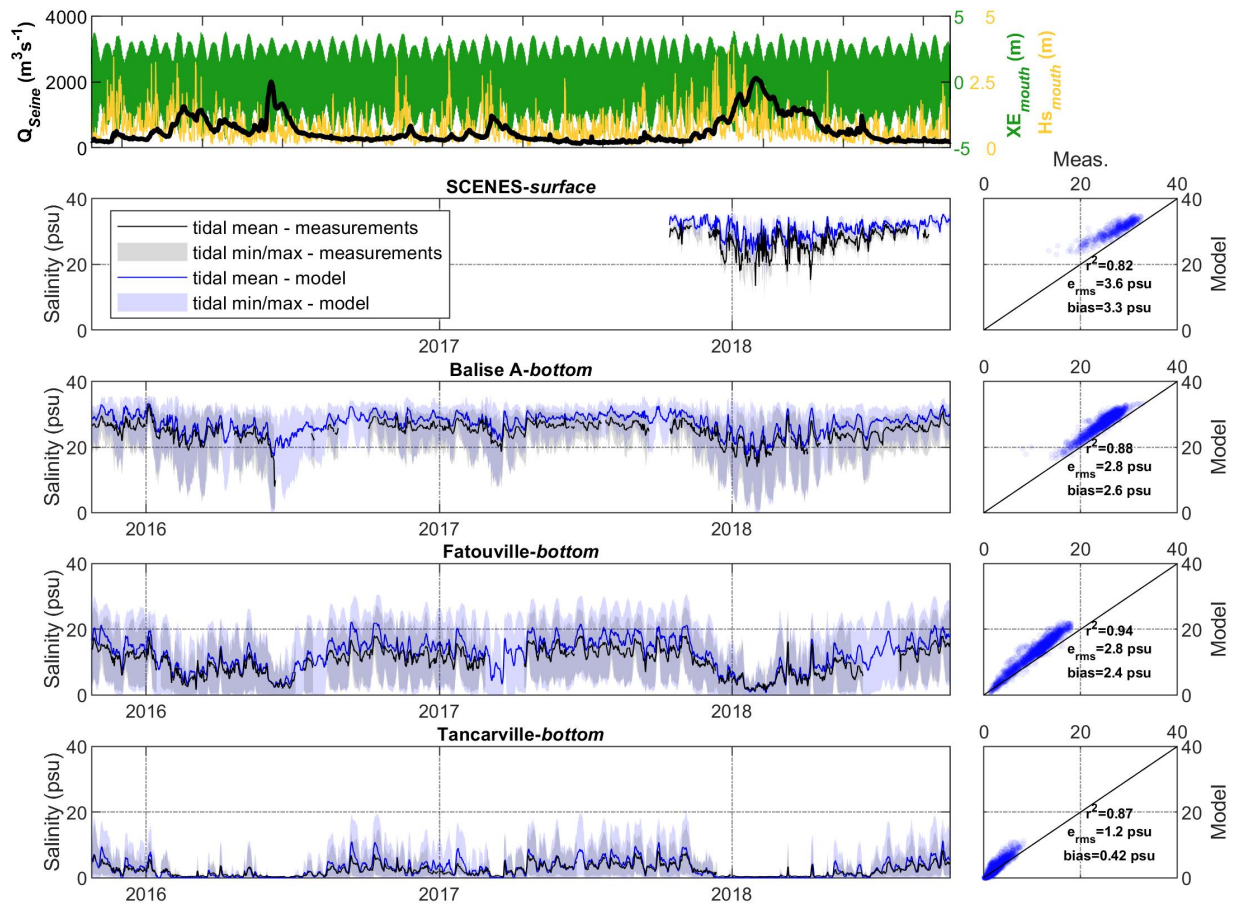 4000
2000
0
Q_Seine (m³s⁻¹)
5
0
-5
5
2.5
0
XE_mouth (m)
Hs_mouth (m)
SCENES-surface
Salinity (psu)
40
20
0
tidal mean - measurements
tidal min/max - measurements
tidal mean - model
tidal min/max - model
2017
2018
Meas.
0
20
40
40
20
0
Model
r²=0.82
e_rms=3.6 psu
bias=3.3 psu
Balise A-bottom
Salinity (psu)
40
20
0
2016
2017
2018
0
20
40
40
20
0
Model
r²=0.88
e_rms=2.8 psu
bias=2.6 psu
Fatouville-bottom
Salinity (psu)
40
20
0
2016
2017
2018
0
20
40
40
20
0
Model
r²=0.94
e_rms=2.8 psu
bias=2.4 psu
Tancarville-bottom
Salinity (psu)
40
20
0
2016
2017
2018
0
20
40
40
20
0
Model
r²=0.87
e_rms=1.2 psu
bias=0.42 psu